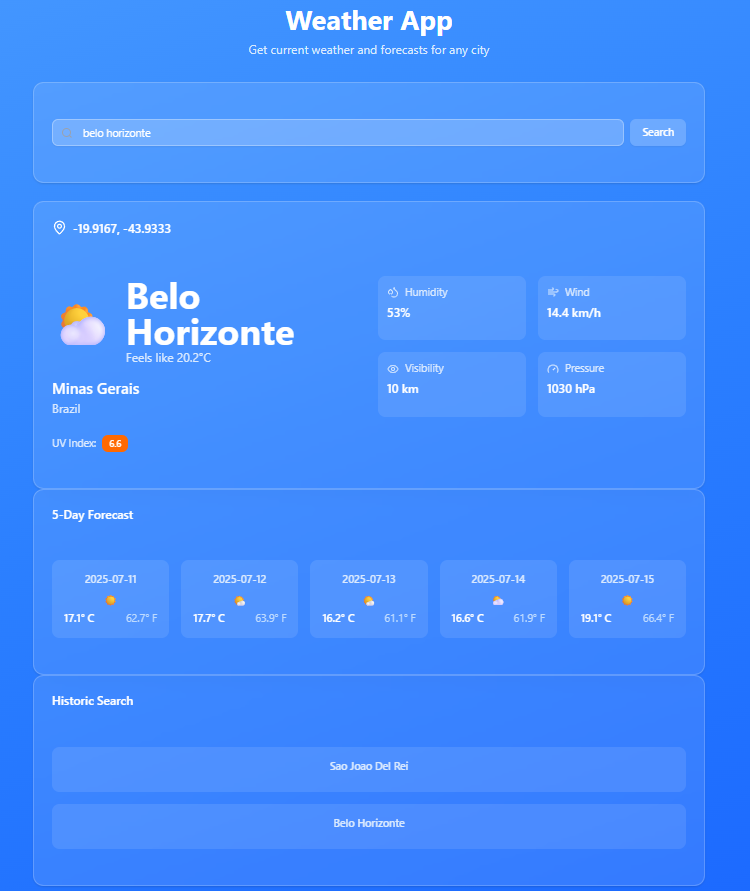 Weather App
Get current weather and forecasts for any city
belo horizonte
Search
-19.9167, -43.9333
Belo
Horizonte
Feels like 20.2°C
Minas Gerais
Brazil
UV Index: 6.6
Humidity
53%
Wind
14.4 km/h
Visibility
10 km
Pressure
1030 hPa
5-Day Forecast
2025-07-11
17.1° C 62.7° F
2025-07-12
17.7° C 63.9° F
2025-07-13
16.2° C 61.1° F
2025-07-14
16.6° C 61.9° F
2025-07-15
19.1° C 66.4° F
Historic Search
Sao Joao Del Rei
Belo Horizonte